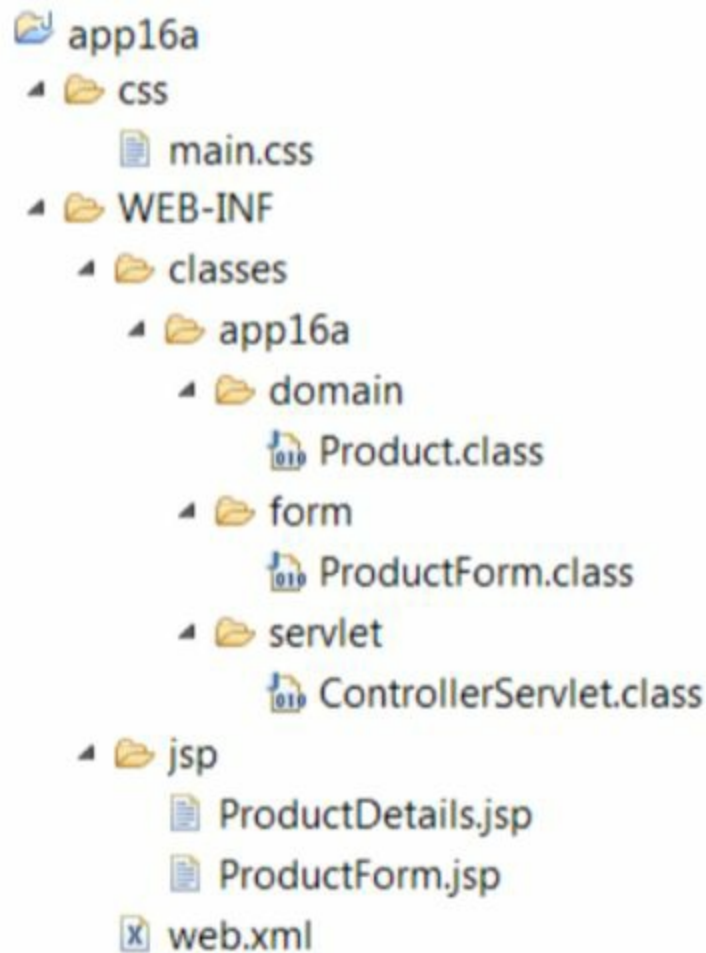 app16a
css
main.css
WEB-INF
classes
app16a
domain
Product.class
form
ProductForm.class
servlet
ControllerServlet.class
jsp
ProductDetails.jsp
ProductForm.jsp
web.xml